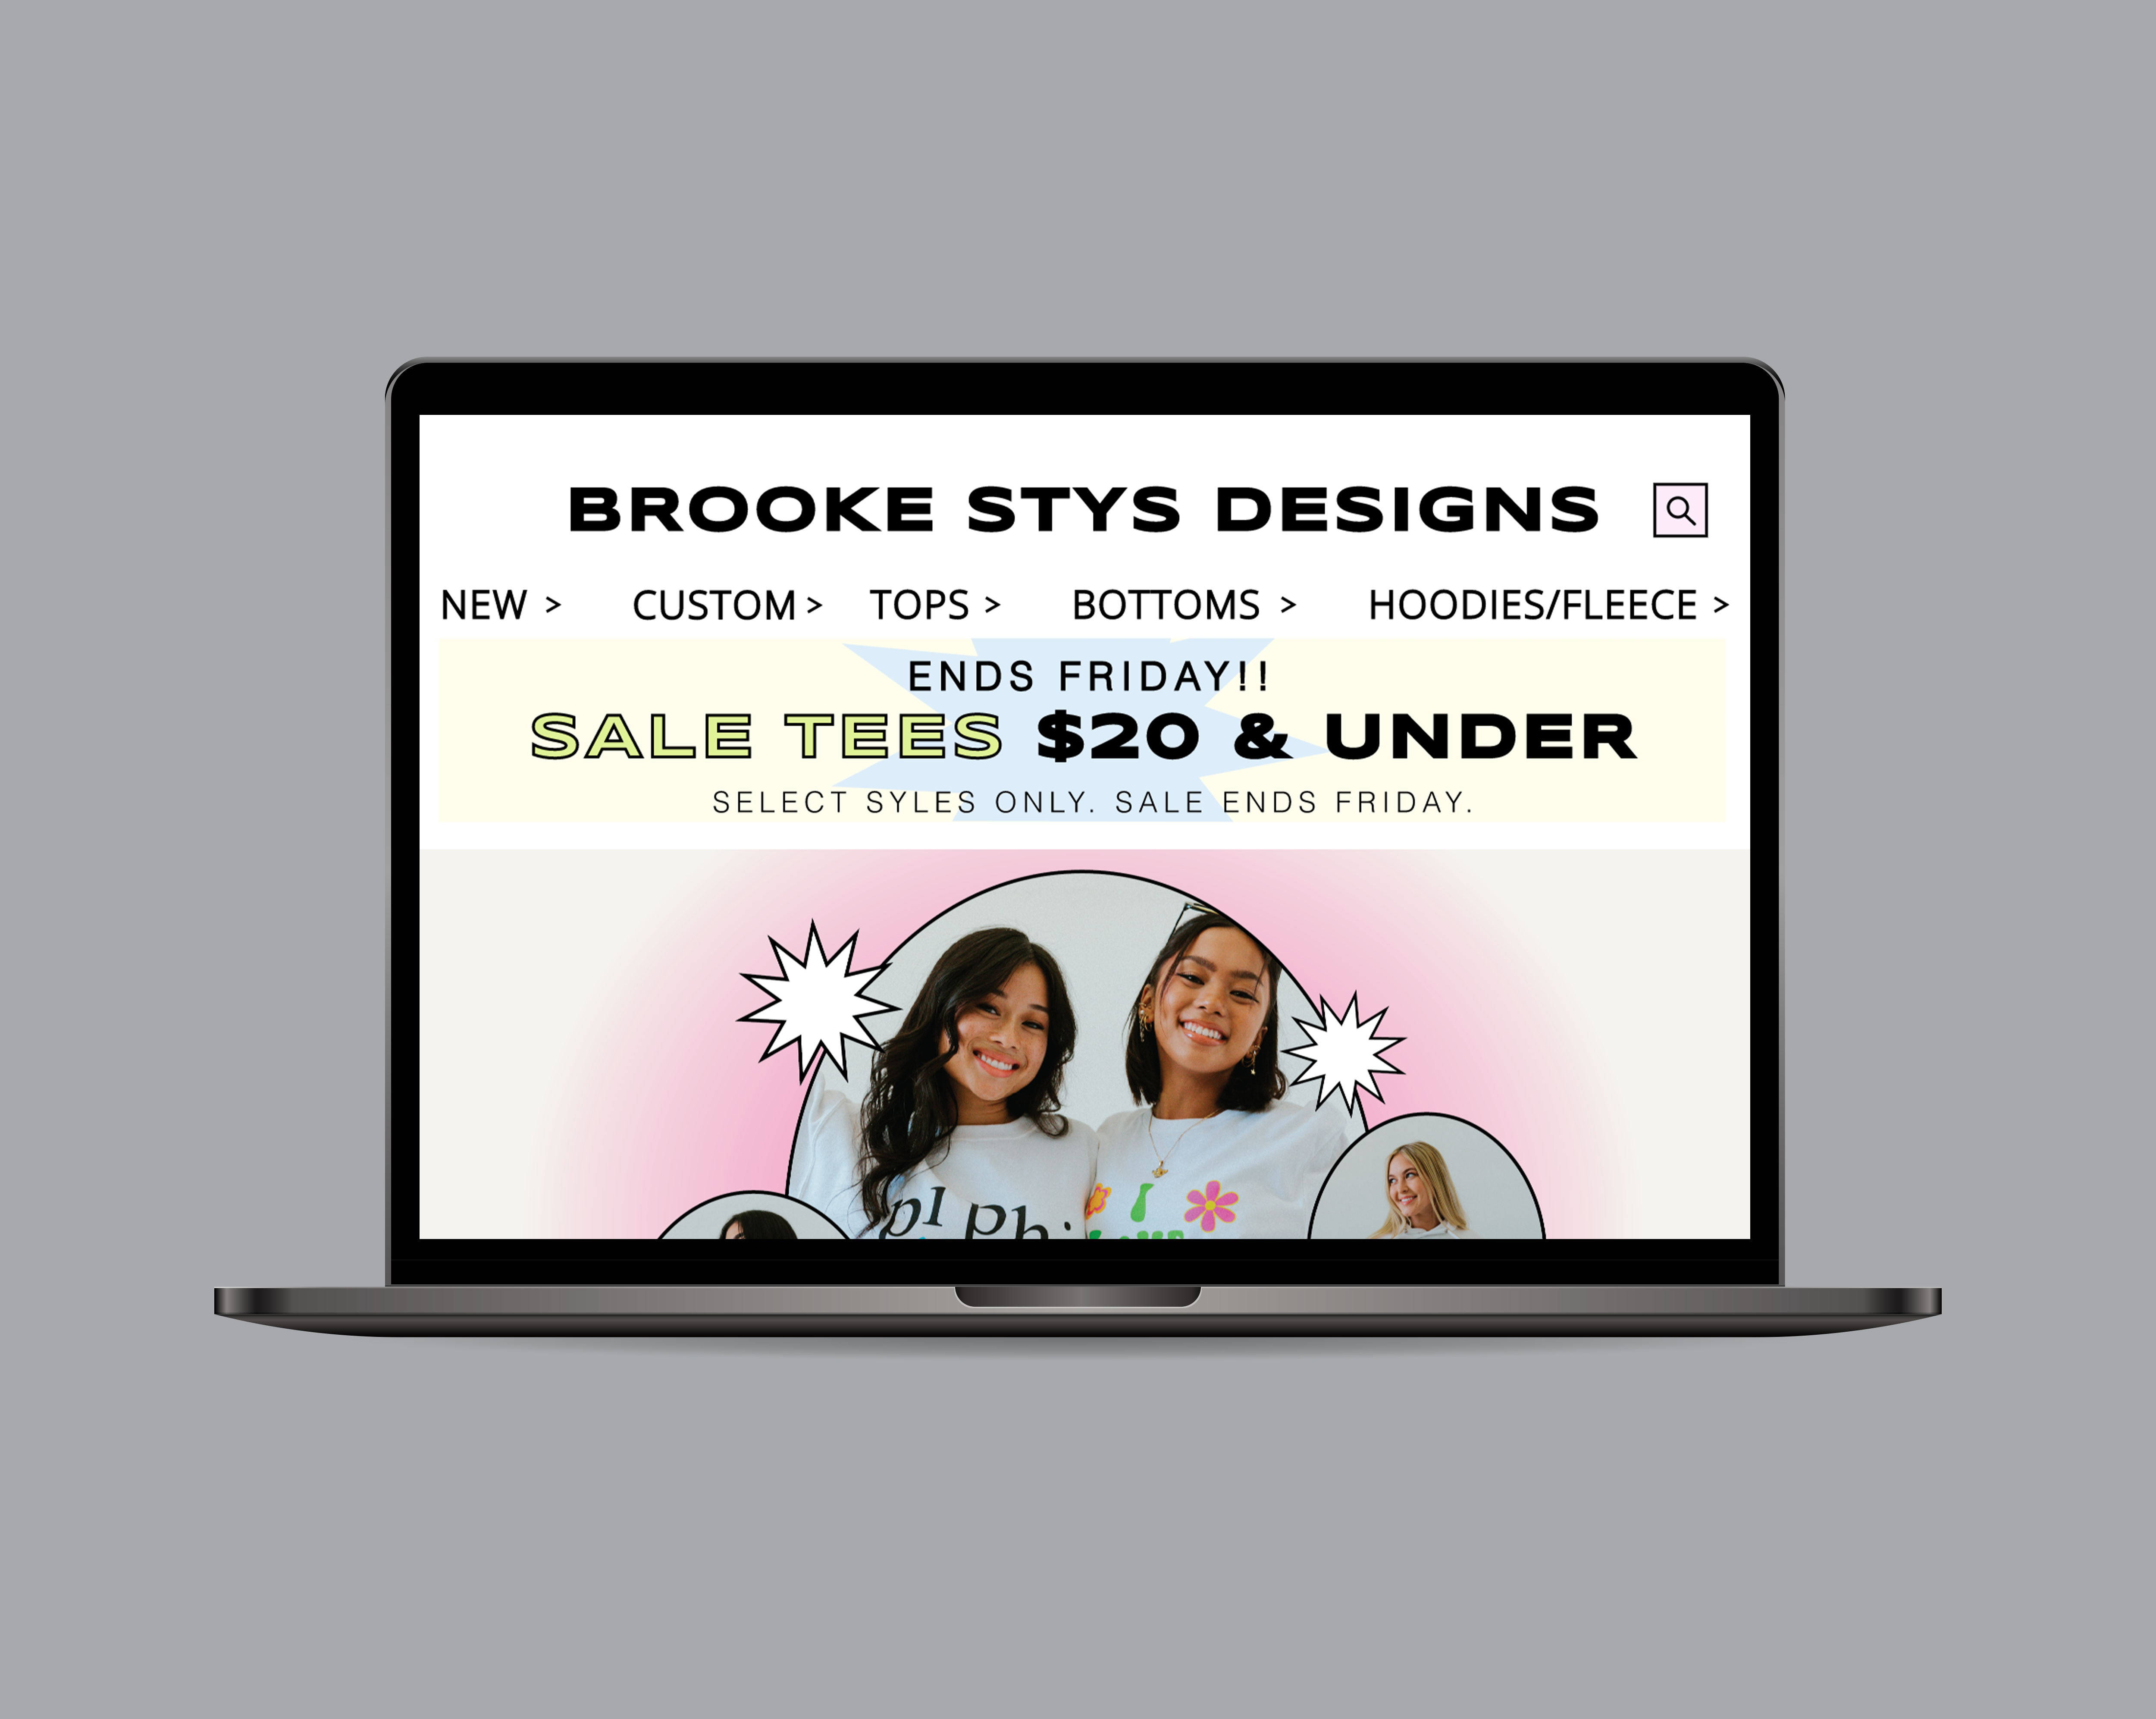 BROOKE STYS DESIGNS
NEW > CUSTOM > TOPS > BOTTOMS > HOODIES/FLEECE >
ENDS FRIDAY!!
SALE TEES $20 & UNDER
SELECT SYLES ONLY. SALE ENDS FRIDAY.
pi phi I